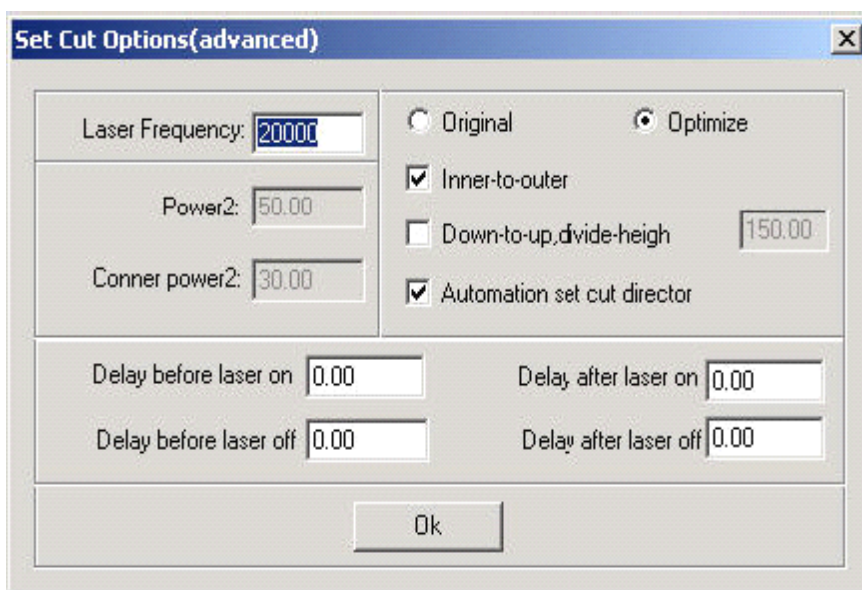 Set Cut Options(advanced)
Laser Frequency: 20000
Original Optimize
Inner-to-outer
Power2: 50.00
Down-to-up,divide-heigh 150.00
Conner power2: 30.00
Automation set cut director
Delay before laser on 0.00
Delay after laser on 0.00
Delay before laser off 0.00
Delay after laser off 0.00
Ok